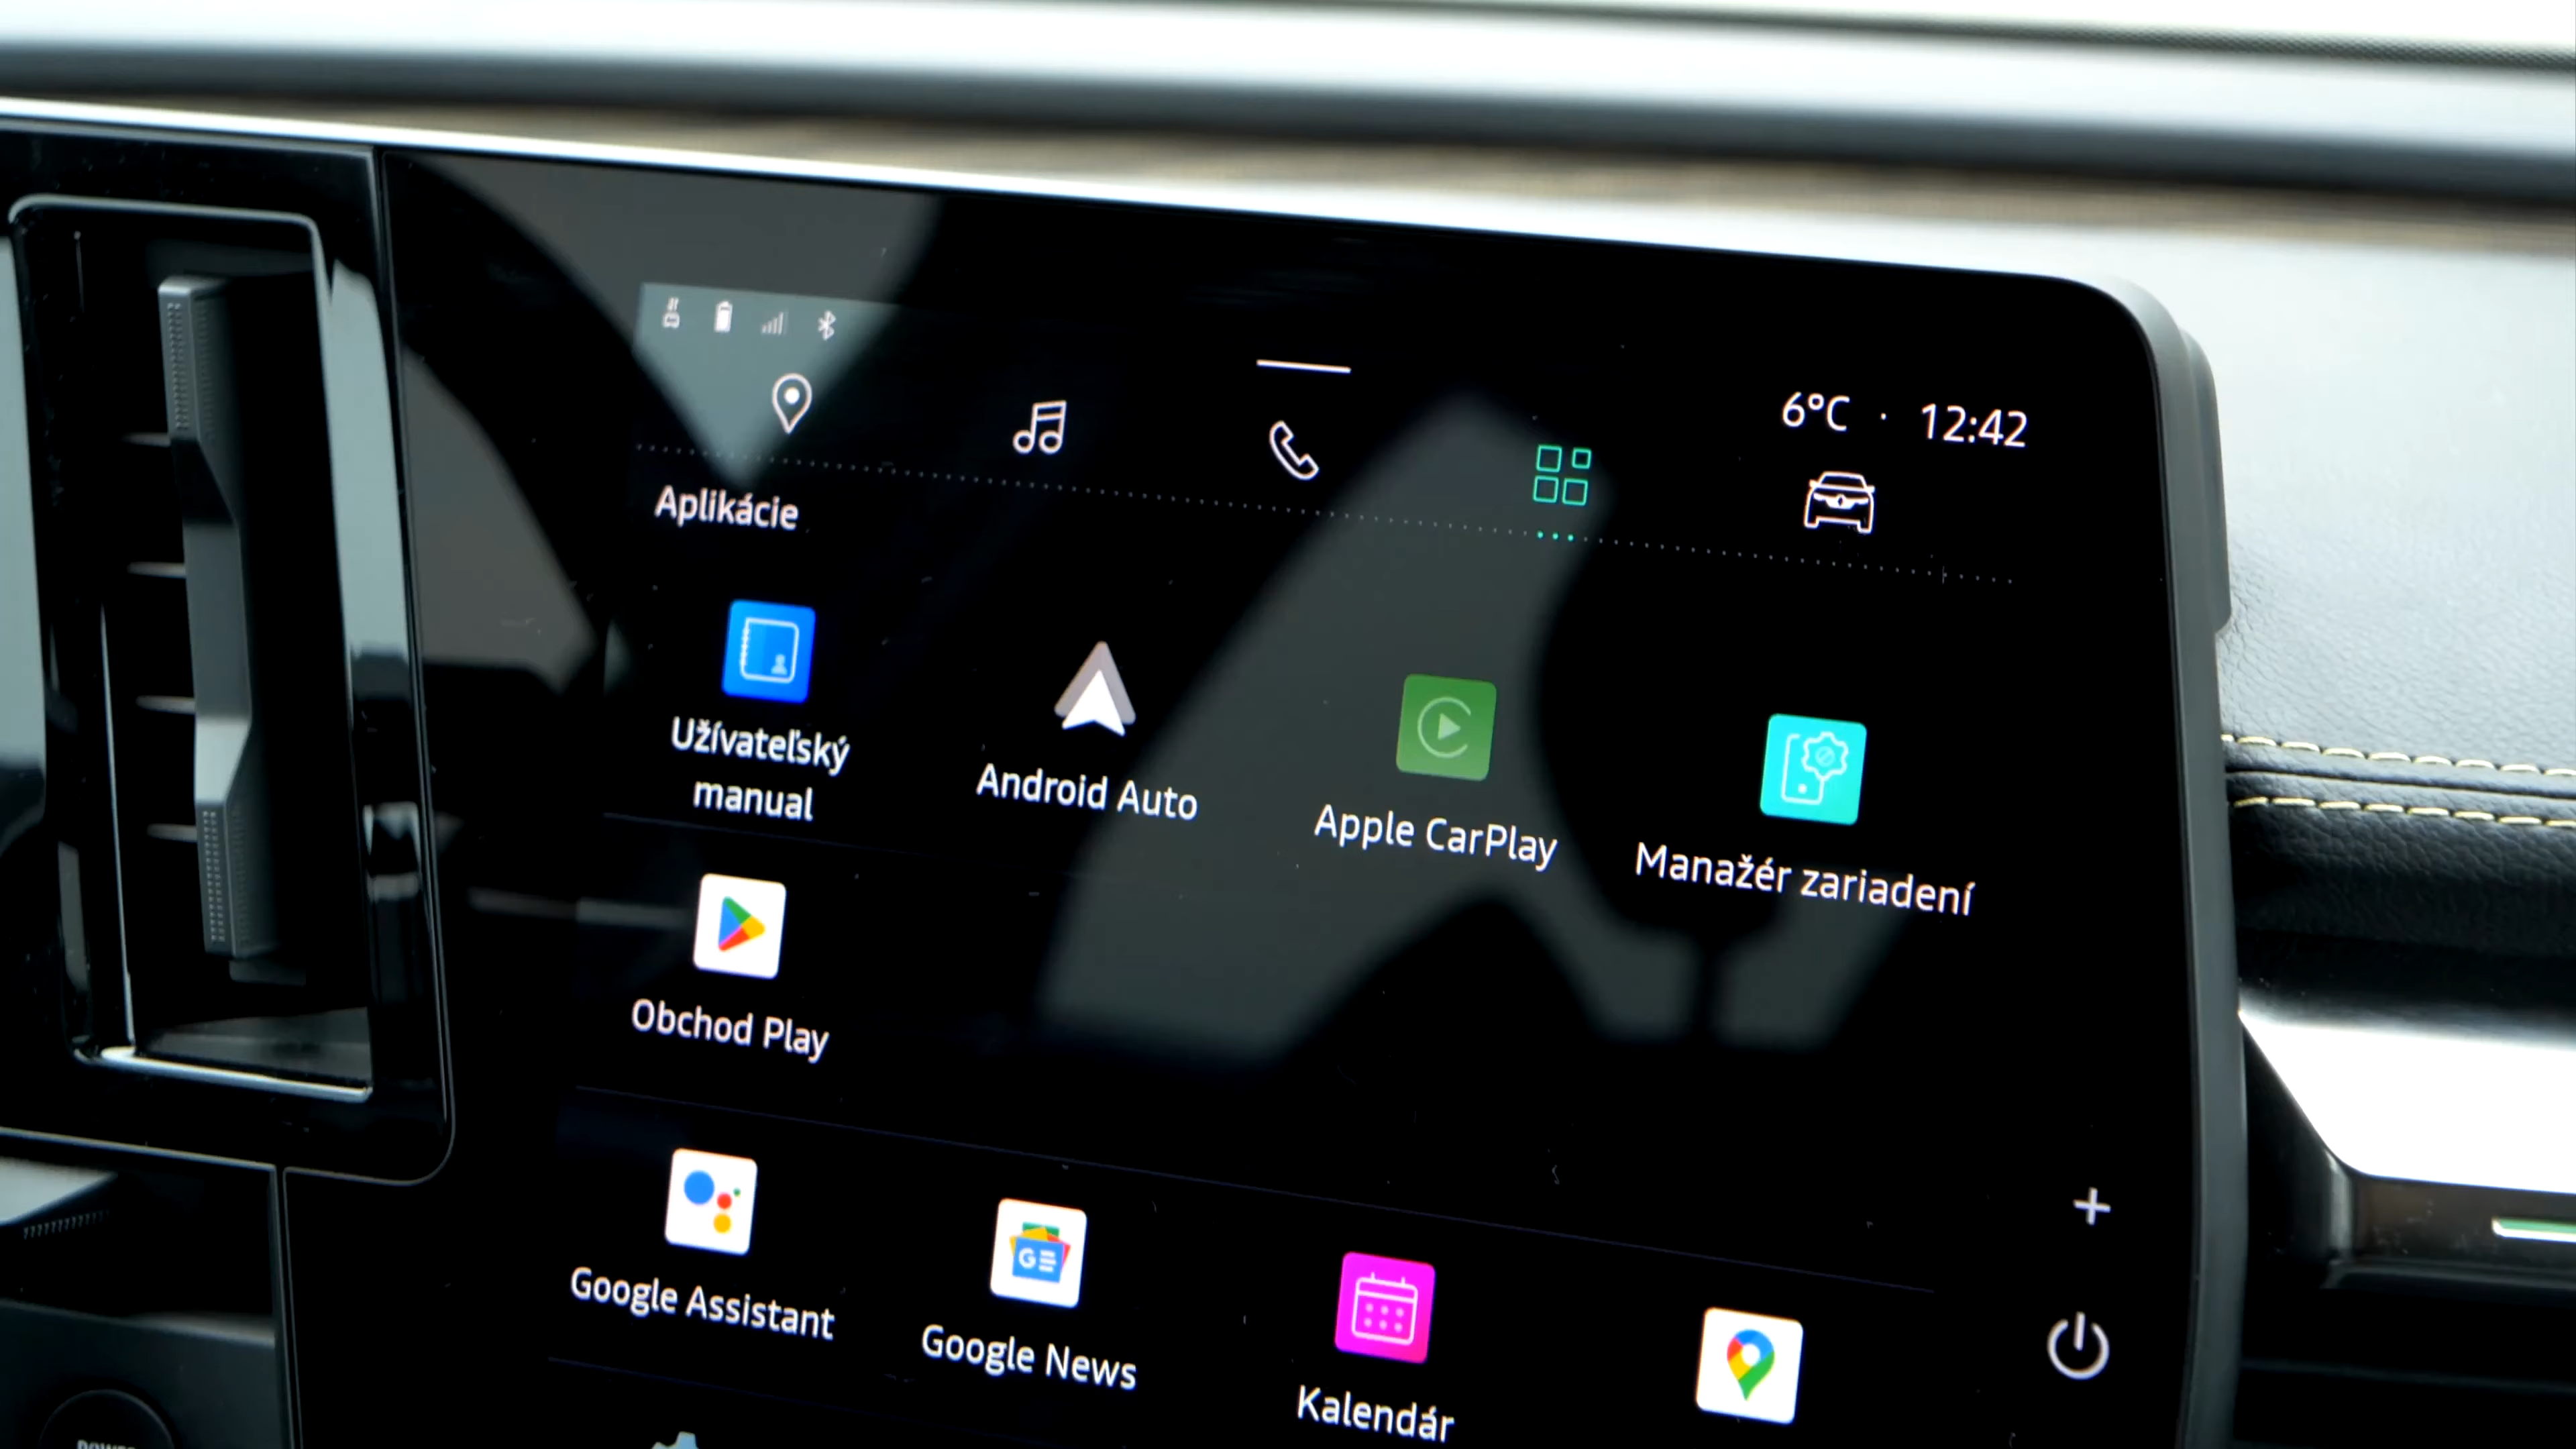 6°C · 12:42
Aplikácie
Užívateľský
manual
Android Auto
Apple CarPlay
Manažér zariadení
Obchod Play
Google Assistant
Google News
Kalendár